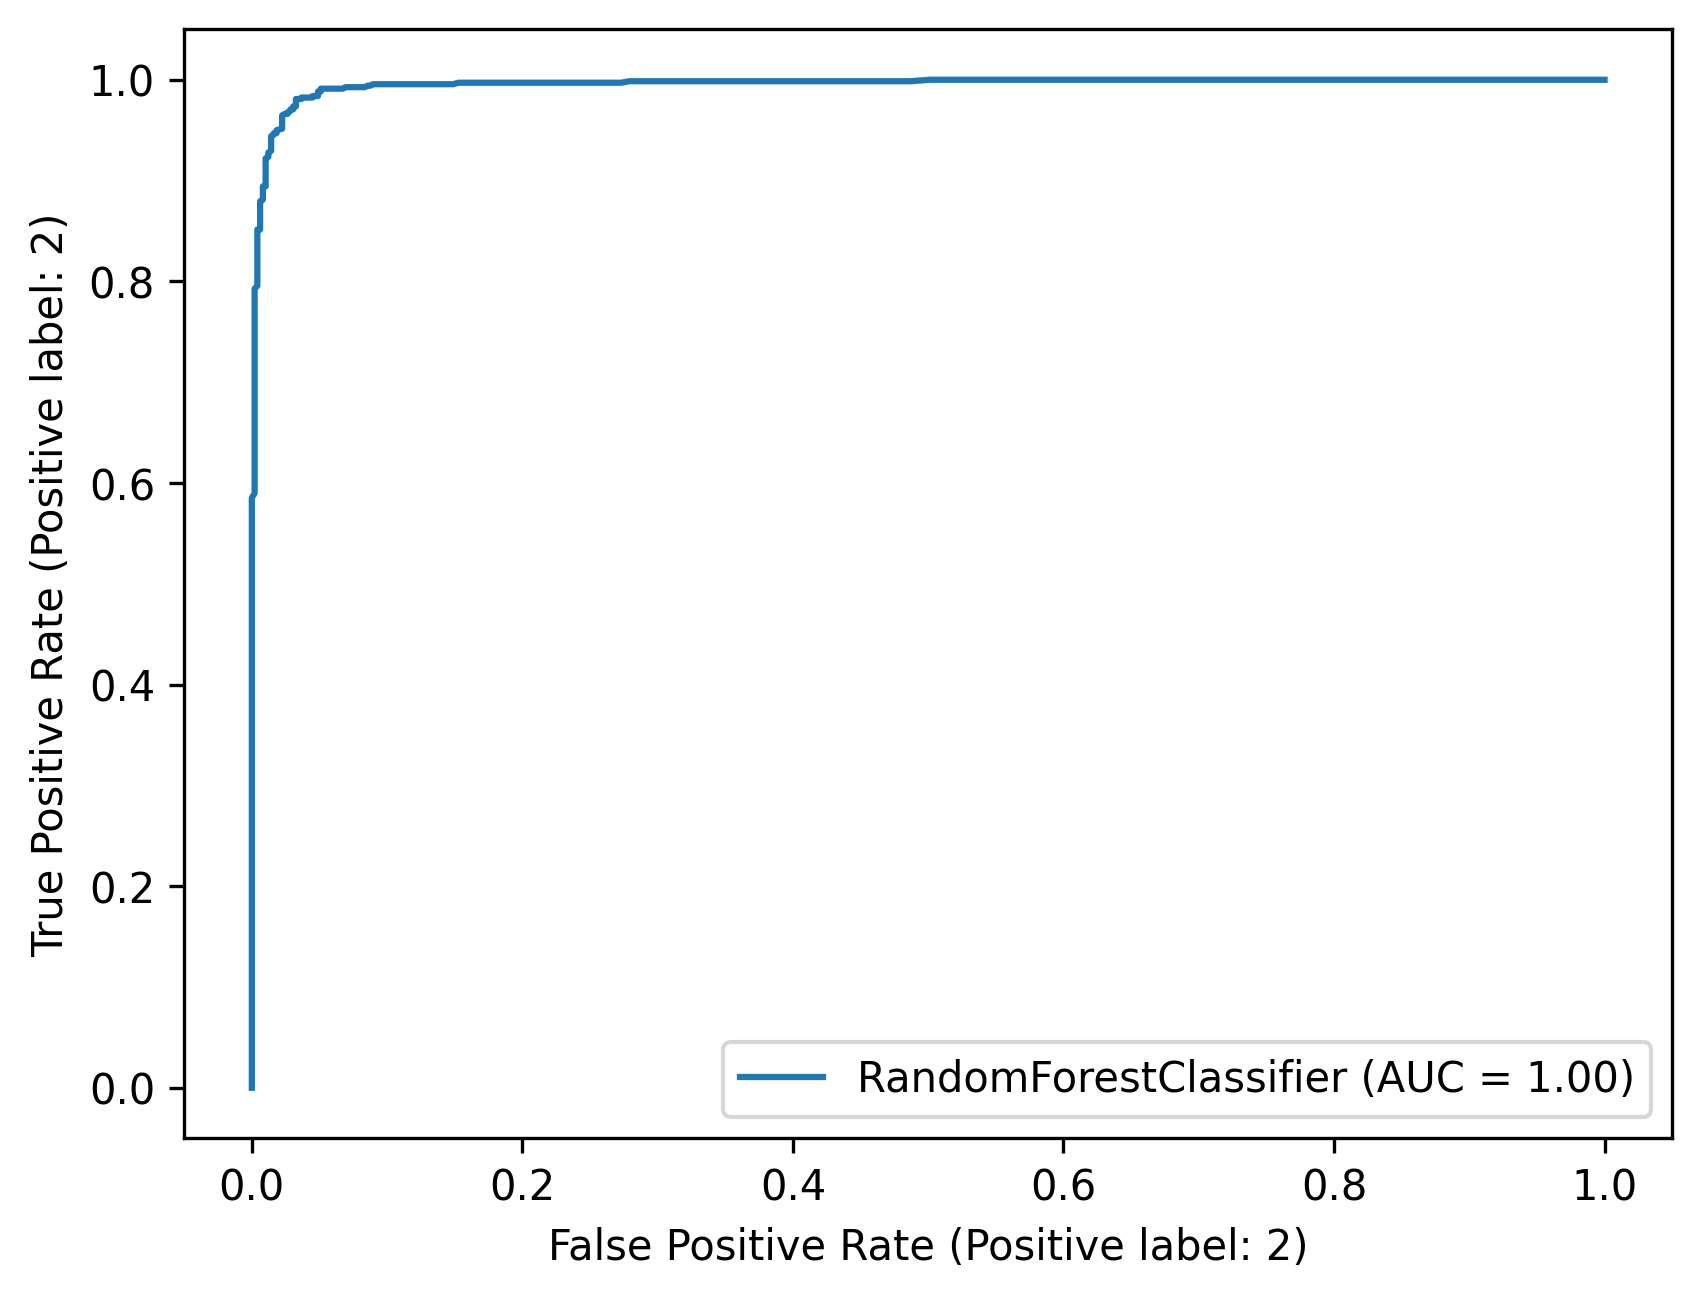 1.0
0.8
0.6
0.4
0.2
0.0
True Positive Rate (Positive label: 2)
RandomForestClassifier (AUC = 1.00)
0.0 0.2 0.4 0.6 0.8 1.0
False Positive Rate (Positive label: 2)